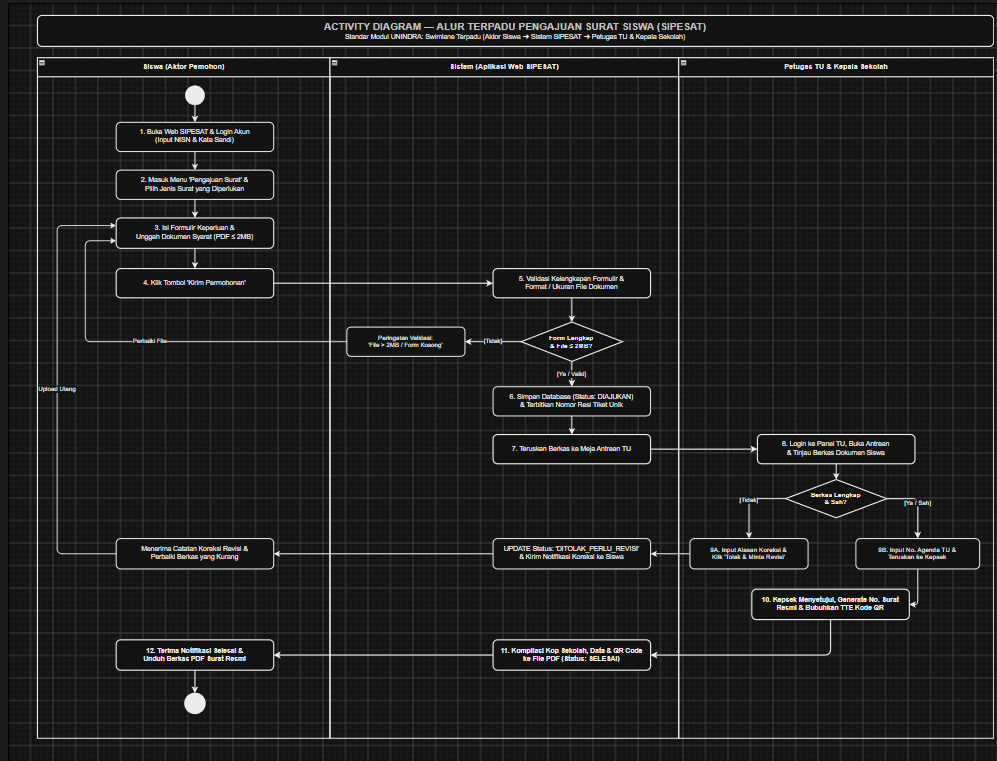 ACTIVITY DIAGRAM — ALUR TERPADU PENGAJUAN SURAT SISWA (SIPESAT)
Standar Modul UNINDRA: Swimlane Terpadu (Aktor Siswa ➔ Sistem SIPESAT ➔ Petugas TU & Kepala Sekolah)
Siswa (Aktor Pemohon)
Sistem (Aplikasi Web SIPESAT)
Petugas TU & Kepala Sekolah
1. Buka Web SIPESAT & Login Akun
(Input NISN & Kata Sandi)
2. Masuk Menu 'Pengajuan Surat' &
Pilih Jenis Surat yang Diperlukan
3. Isi Formulir Keperluan &
Unggah Dokumen Syarat (PDF ≤ 2MB)
4. Klik Tombol 'Kirim Permohonan'
5. Validasi Kelengkapan Formulir &
Format / Ukuran File Dokumen
Form Lengkap
& File ≤ 2MB?
[Tidak]
Peringatan Validasi:
'File > 2MB / Form Kosong'
Perbaiki File
[Ya / Valid]
Upload Ulang
6. Simpan Database (Status: DIAJUKAN)
& Terbitkan Nomor Resi Tiket Unik
7. Teruskan Berkas ke Meja Antrean TU
8. Login ke Panel TU, Buka Antrean
& Tinjau Berkas Dokumen Siswa
Berkas Lengkap
& Sah?
[Tidak]
[Ya / Sah]
Menerima Catatan Koreksi Revisi &
Perbaiki Berkas yang Kurang
UPDATE Status: 'DITOLAK_PERLU_REVISI'
& Kirim Notifikasi Koreksi ke Siswa
9A. Input Alasan Koreksi &
Klik 'Tolak & Minta Revisi'
9B. Input No. Agenda TU &
Teruskan ke Kepsek
10. Kepsek Menyetujui, Generate No. Surat
Resmi & Bubuhkan TTE Kode QR
12. Terima Notifikasi Selesai &
Unduh Berkas PDF Surat Resmi
11. Kompilasi Kop Sekolah, Data & QR Code
ke File PDF (Status: SELESAI)